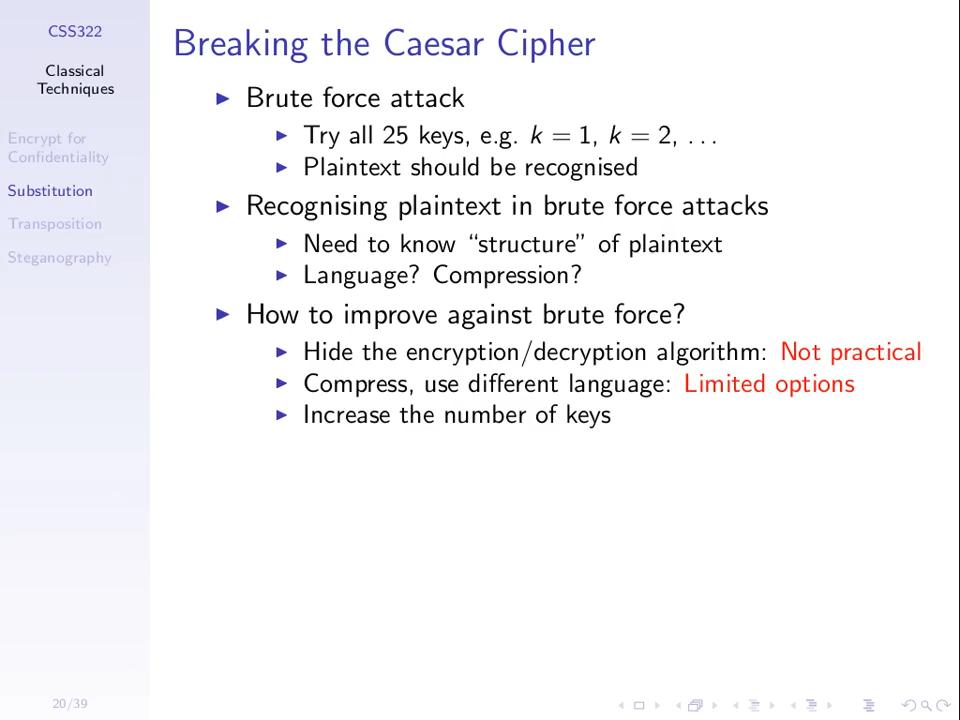 CSS322
Classical
Techniques
Encrypt for
Confidentiality
Substitution
Transposition
Steganography
20/39
Breaking the Caesar Cipher
Brute force attack
Try all 25 keys, e.g. k = 1, k = 2, . . .
Plaintext should be recognised
Recognising plaintext in brute force attacks
Need to know “structure” of plaintext
Language? Compression?
How to improve against brute force?
Hide the encryption/decryption algorithm: Not practical
Compress, use different language: Limited options
Increase the number of keys